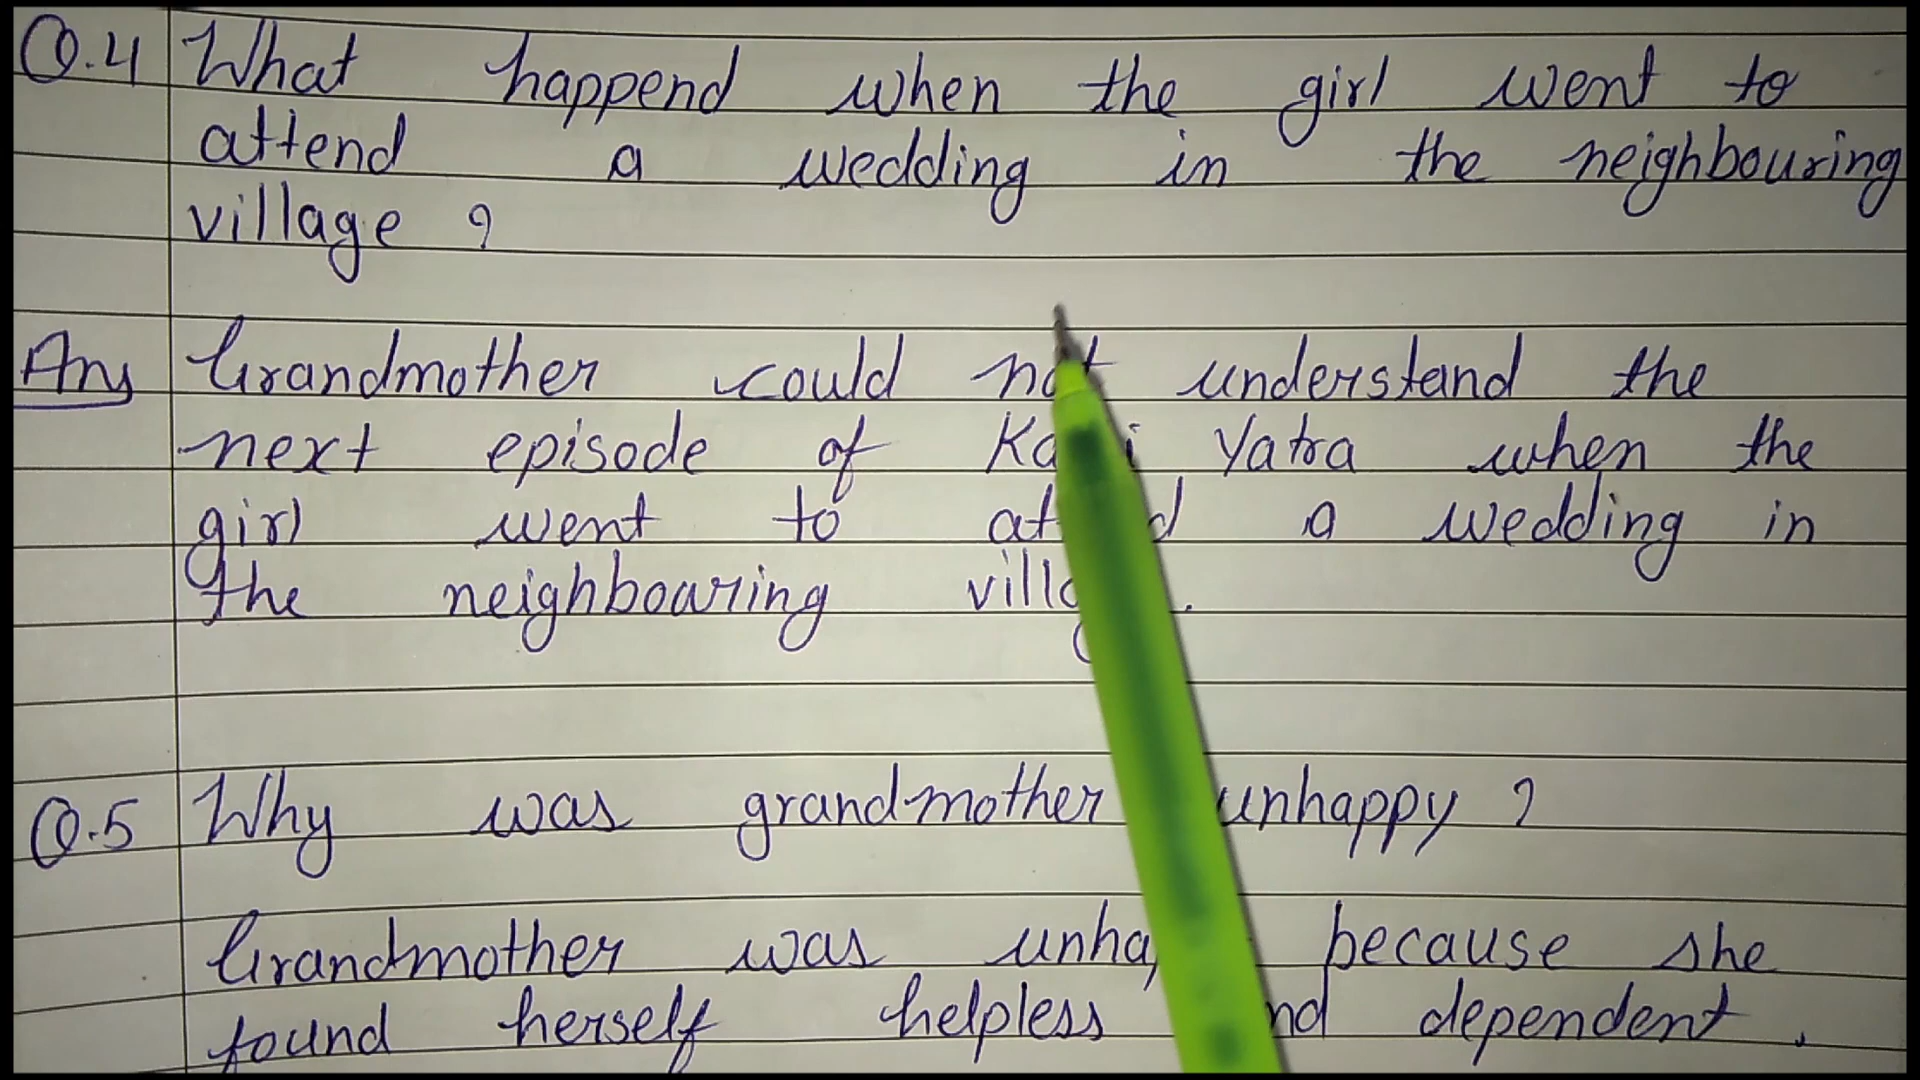 Q.4 What happend when the girl went to
attend a wedding in the neighbouring
village ?
Ans Grandmother could not understand the
next episode of Yatra when the
girl went to a wedding in
the neighbouring
Q.5 Why was grandmother unhappy ?
Grandmother was because she
found herself helpless dependent.